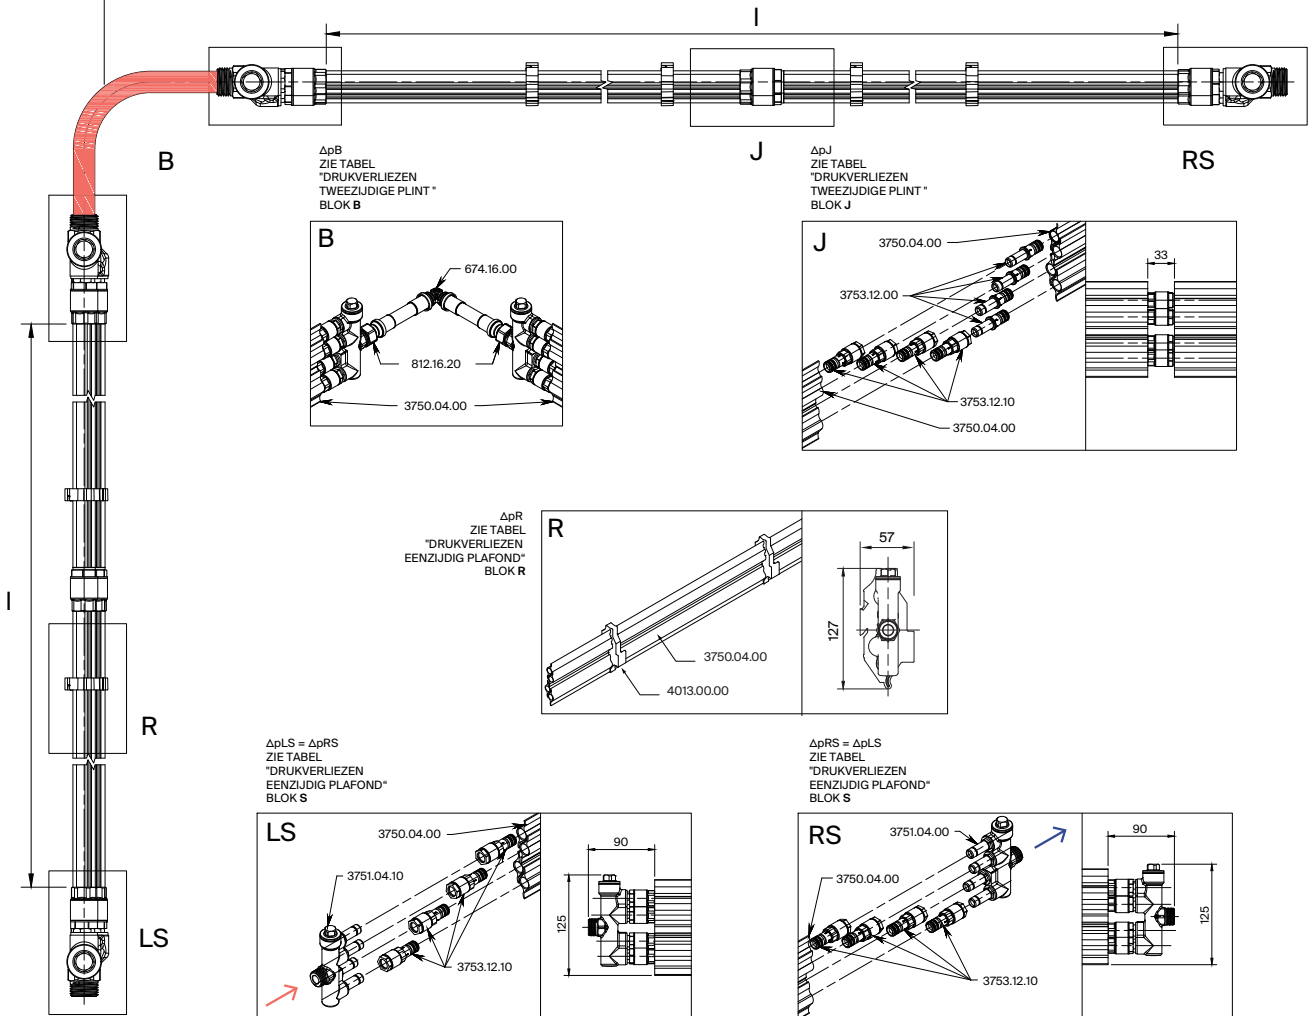 l
B
J
RS
ΔpB
ZIE TABEL
"DRUKVERLIEZEN
TWEEZIJDIGE PLINT "
BLOK B
ΔpJ
ZIE TABEL
"DRUKVERLIEZEN
TWEEZIJDIGE PLINT "
BLOK J
B
674.16.00
812.16.20
3750.04.00
J
3750.04.00
3753.12.00
3753.12.10
3750.04.00
33
l
ΔpR
ZIE TABEL
"DRUKVERLIEZEN
EENZIJDIG PLAFOND"
BLOK R
R
3750.04.00
4013.00.00
57
127
R
LS
ΔpLS = ΔpRS
ZIE TABEL
"DRUKVERLIEZEN
EENZIJDIG PLAFOND"
BLOK S
ΔpRS = ΔpLS
ZIE TABEL
"DRUKVERLIEZEN
EENZIJDIG PLAFOND"
BLOK S
LS
3750.04.00
3751.04.10
3753.12.10
90
125
RS
3751.04.00
3750.04.00
3753.12.10
90
125